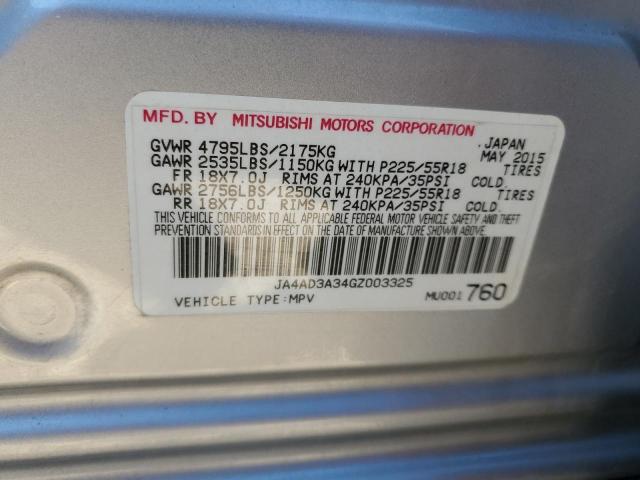 MFD. BY MITSUBISHI MOTORS CORPORATION
GVWR 4795LBS/2175KG JAPAN MAY 2015
GAWR 2535LBS/1150KG WITH P225/55R18 TIRES
FR 18X7.0J RIMS AT 240KPA/35PSI COLD.
GAWR 2756LBS/1250KG WITH P225/55R18 TIRES
RR 18X7.0J RIMS AT 240KPA/35PSI COLD.
THIS VEHICLE CONFORMS TO ALL APPLICABLE FEDERAL MOTOR VEHICLE SAFETY AND THEFT
PREVENTION STANDARDS IN EFFECT ON THE DATE OF MANUFACTURE SHOWN ABOVE.
JA4AD3A34GZ003325
VEHICLE TYPE:MPV MU001 760